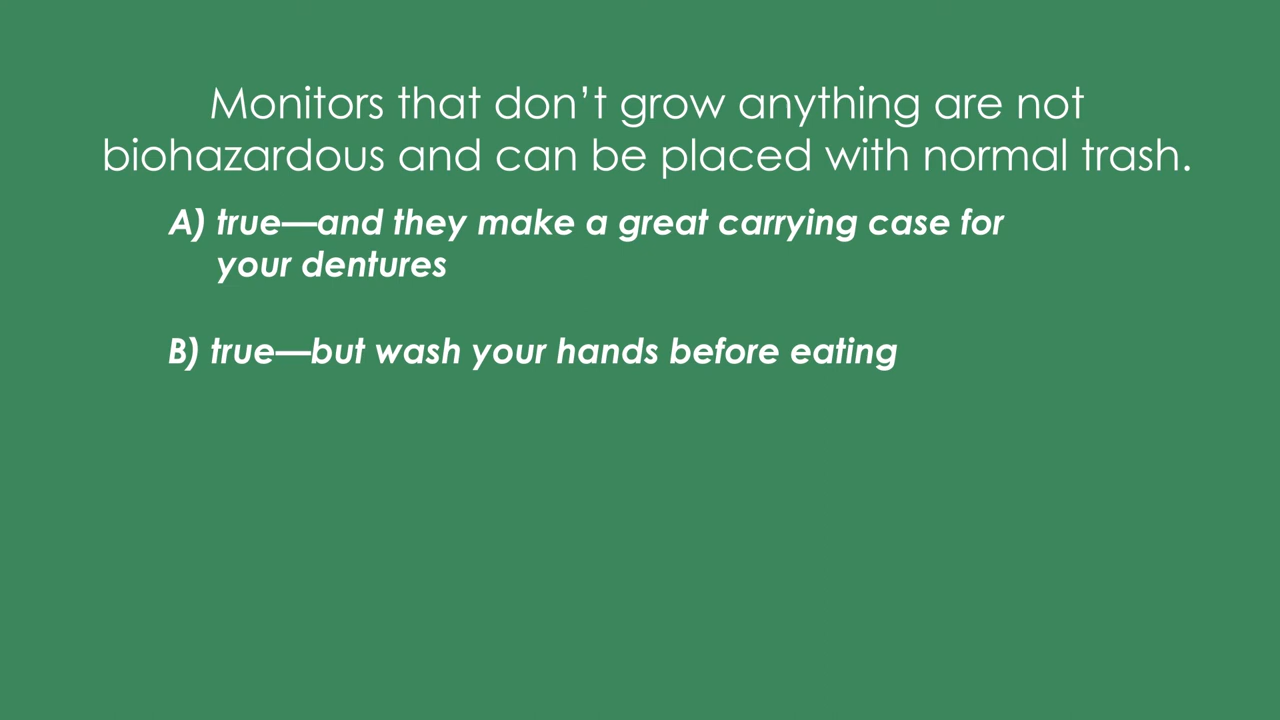 Monitors that don’t grow anything are not
biohazardous and can be placed with normal trash.
A) true—and they make a great carrying case for
your dentures
B) true—but wash your hands before eating